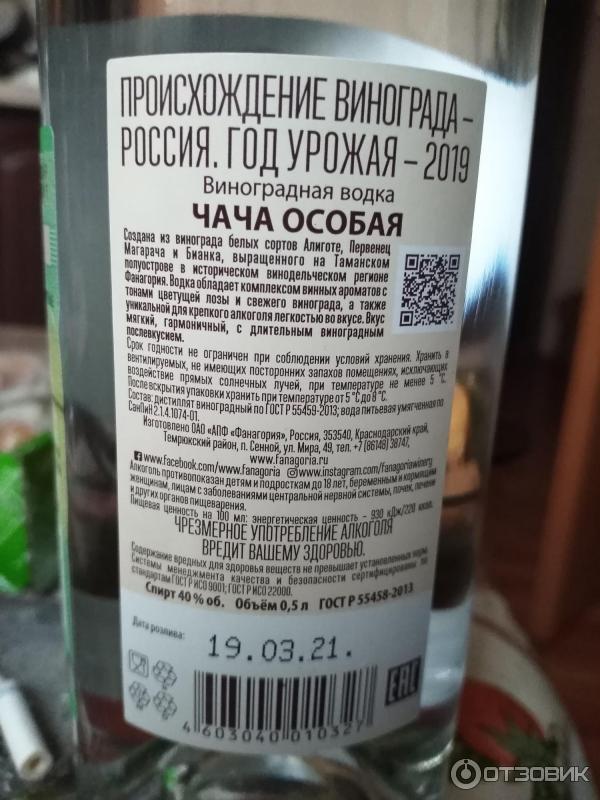 ПРОИСХОЖДЕНИЕ ВИНОГРАДА –
РОССИЯ. ГОД УРОЖАЯ – 2019
Виноградная водка
ЧАЧА ОСОБАЯ
Создана из винограда белых сортов Алиготе, Первенец
Магарача и Бианка, выращенного на Таманском
полуострове в историческом винодельческом регионе
Фанагория. Водка обладает комплексом винных ароматов с
тонами цветущей лозы и свежего винограда, а также
уникальной для крепкого алкоголя легкостью во вкусе. Вкус
мягкий, гармоничный, с длительным виноградным
послевкусием.
Срок годности не ограничен при соблюдении условий хранения. Хранить в
вентилируемых, не имеющих посторонних запахов помещениях, исключающих
воздействие прямых солнечных лучей, при температуре не менее 5 °С.
После вскрытия упаковки хранить при температуре от 5 °С до 8 °С.
Состав: дистиллят виноградный по ГОСТ Р 55459-2013; вода питьевая умягченная по
СанПиН 2.1.4.1074-01.
Изготовлено ОАО «АПФ «Фанагория», Россия, 353540, Краснодарский край,
Темрюкский район, п. Сенной, ул. Мира, 49, тел. +7 (86148) 38747,
www.fanagoria.ru
www.facebook.com/www.fanagoria www.instagram.com/fanagoriawinery
Алкоголь противопоказан детям и подросткам до 18 лет, беременным и кормящим
женщинам, лицам с заболеваниями центральной нервной системы, почек, печени
и других органов пищеварения.
Пищевая ценность на 100 мл: энергетическая ценность – 930 кДж/220 ккал.
ЧРЕЗМЕРНОЕ УПОТРЕБЛЕНИЕ АЛКОГОЛЯ
ВРЕДИТ ВАШЕМУ ЗДОРОВЬЮ.
Содержание вредных для здоровья веществ не превышает установленных норм.
Системы менеджмента качества и безопасности сертифицированы по
стандартам ГОСТ Р ИСО 9001; ГОСТ Р ИСО 22000.
Спирт 40 % об. Объём 0,5 л ГОСТ Р 55458-2013
Дата розлива:
19.03.21.
EAC
4 603040 010327
ОТЗОВИК